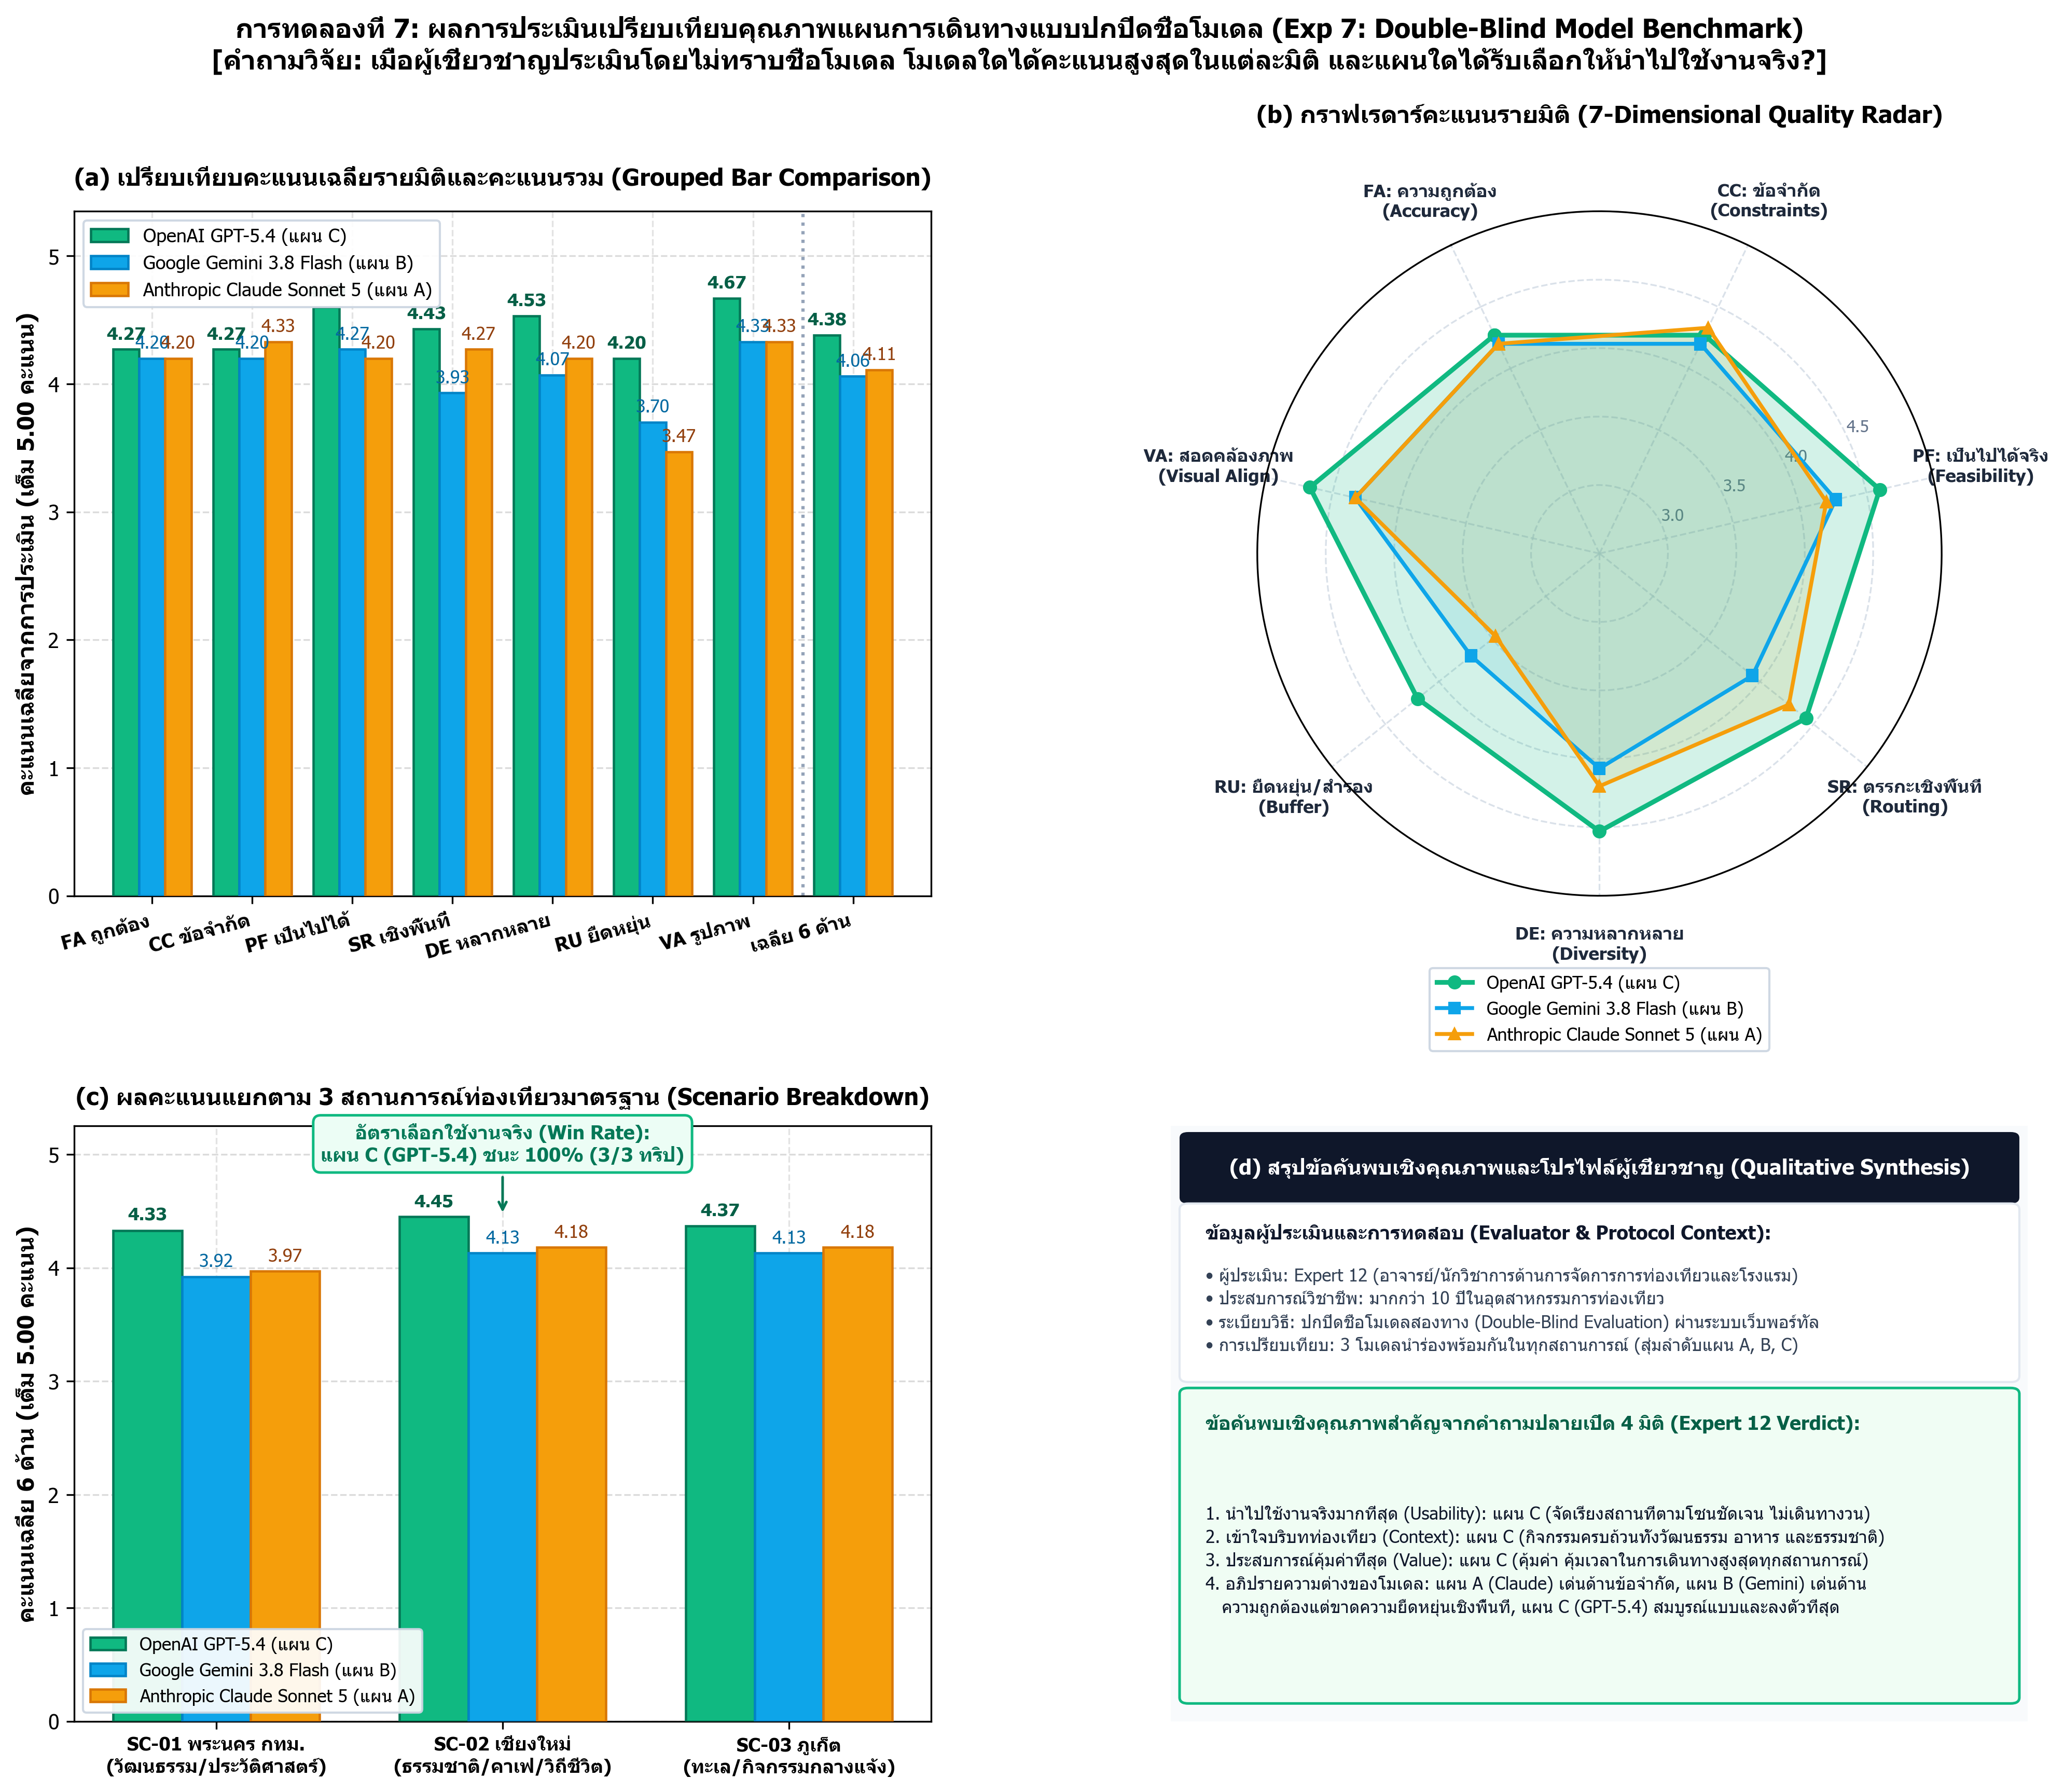 การทดลองที่ 7: ผลการประเมินเปรียบเทียบคุณภาพแผนการเดินทางแบบปกปิดชื่อโมเดล (Exp 7: Double-Blind Model Benchmark)
[คำถามวิจัย: เมื่อผู้เชี่ยวชาญประเมินโดยไม่ทราบชื่อโมเดล โมเดลใดได้คะแนนสูงสุดในแต่ละมิติ และแผนใดได้รับเลือกให้นำไปใช้งานจริง?]
(a) เปรียบเทียบคะแนนเฉลี่ยรายมิติและคะแนนรวม (Grouped Bar Comparison)
คะแนนเฉลี่ยจากการประเมิน (เต็ม 5.00 คะแนน)
5
4
3
2
1
0
OpenAI GPT-5.4 (แผน C)
Google Gemini 3.8 Flash (แผน B)
Anthropic Claude Sonnet 5 (แผน A)
4.27 4.20 4.20
4.27 4.20 4.33
4.27 4.20
4.43 3.93 4.27
4.53 4.07 4.20
4.20 3.70 3.47
4.67 4.33 4.33
4.38 4.06 4.11
FA ถูกต้อง
CC ข้อจำกัด
PF เป็นไปได้
SR เชิงพื้นที่
DE หลากหลาย
RU ยืดหยุ่น
VA รูปภาพ
เฉลี่ย 6 ด้าน
(b) กราฟเรดาร์คะแนนรายมิติ (7-Dimensional Quality Radar)
FA: ความถูกต้อง
(Accuracy)
CC: ข้อจำกัด
(Constraints)
VA: สอดคล้องภาพ
(Visual Align)
PF: เป็นไปได้จริง
(Feasibility)
4.5
4.0
3.5
3.0
RU: ยืดหยุ่น/สำรอง
(Buffer)
SR: ตรรกะเชิงพื้นที่
(Routing)
DE: ความหลากหลาย
(Diversity)
OpenAI GPT-5.4 (แผน C)
Google Gemini 3.8 Flash (แผน B)
Anthropic Claude Sonnet 5 (แผน A)
(c) ผลคะแนนแยกตาม 3 สถานการณ์ท่องเที่ยวมาตรฐาน (Scenario Breakdown)
คะแนนเฉลี่ย 6 ด้าน (เต็ม 5.00 คะแนน)
5
4
3
2
1
0
อัตราเลือกใช้งานจริง (Win Rate):
แผน C (GPT-5.4) ชนะ 100% (3/3 ทริป)
4.33 3.92 3.97
4.45 4.13 4.18
4.37 4.13 4.18
OpenAI GPT-5.4 (แผน C)
Google Gemini 3.8 Flash (แผน B)
Anthropic Claude Sonnet 5 (แผน A)
SC-01 พระนคร กทม.
(วัฒนธรรม/ประวัติศาสตร์)
SC-02 เชียงใหม่
(ธรรมชาติ/คาเฟ่/วิถีชีวิต)
SC-03 ภูเก็ต
(ทะเล/กิจกรรมกลางแจ้ง)
(d) สรุปข้อค้นพบเชิงคุณภาพและโปรไฟล์ผู้เชี่ยวชาญ (Qualitative Synthesis)
ข้อมูลผู้ประเมินและการทดสอบ (Evaluator & Protocol Context):
• ผู้ประเมิน: Expert 12 (อาจารย์/นักวิชาการด้านการจัดการการท่องเที่ยวและโรงแรม)
• ประสบการณ์วิชาชีพ: มากกว่า 10 ปีในอุตสาหกรรมการท่องเที่ยว
• ระเบียบวิธี: ปกปิดชื่อโมเดลสองทาง (Double-Blind Evaluation) ผ่านระบบเว็บพอร์ทัล
• การเปรียบเทียบ: 3 โมเดลนำร่องพร้อมกันในทุกสถานการณ์ (สุ่มลำดับแผน A, B, C)
ข้อค้นพบเชิงคุณภาพสำคัญจากคำถามปลายเปิด 4 มิติ (Expert 12 Verdict):
1. นำไปใช้งานจริงมากที่สุด (Usability): แผน C (จัดเรียงสถานที่ตามโซนชัดเจน ไม่เดินทางวน)
2. เข้าใจบริบทท่องเที่ยว (Context): แผน C (กิจกรรมครบถ้วนทั้งวัฒนธรรม อาหาร และธรรมชาติ)
3. ประสบการณ์คุ้มค่าที่สุด (Value): แผน C (คุ้มค่า คุ้มเวลาในการเดินทางสูงสุดทุกสถานการณ์)
4. อภิปรายความต่างของโมเดล: แผน A (Claude) เด่นด้านข้อจำกัด, แผน B (Gemini) เด่นด้าน
ความถูกต้องแต่ขาดความยืดหยุ่นเชิงพื้นที่, แผน C (GPT-5.4) สมบูรณ์แบบและลงตัวที่สุด